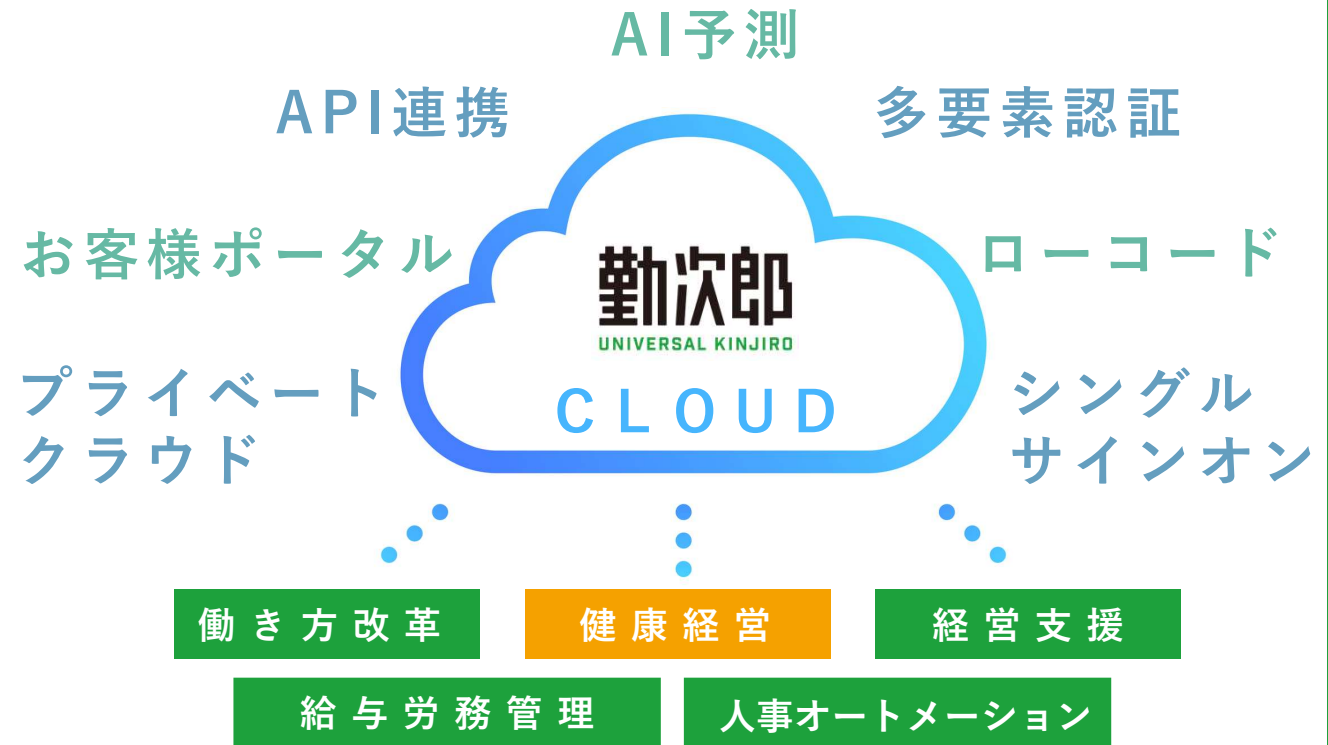 AI予測
API連携
多要素認証
お客様ポータル
ローコード
勤次郎
UNIVERSAL KINJIRO
CLOUD
プライベート
クラウド
シングル
サインオン
働き方改革
健康経営
経営支援
給与労務管理
人事オートメーション